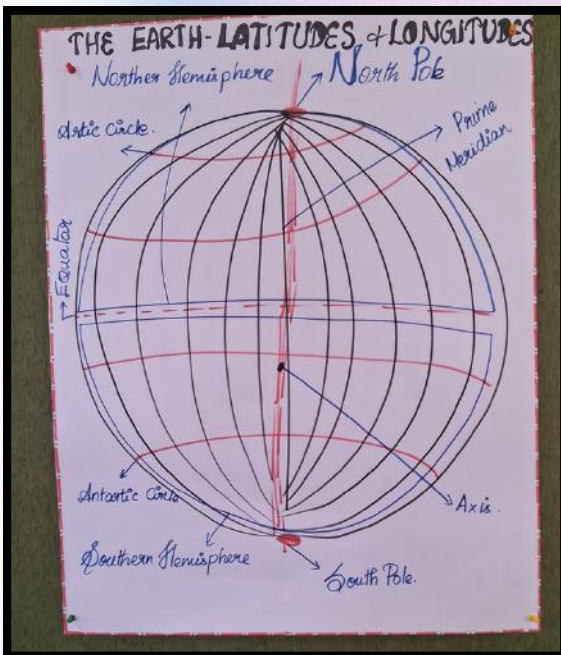 THE EARTH-LATITUDES & LONGITUDES
Norther Hemisphere
North Pole
Artic Circle.
Prime
Meridian
Equator
Antartic Circle
Axis.
Southern Hemisphere
South Pole.